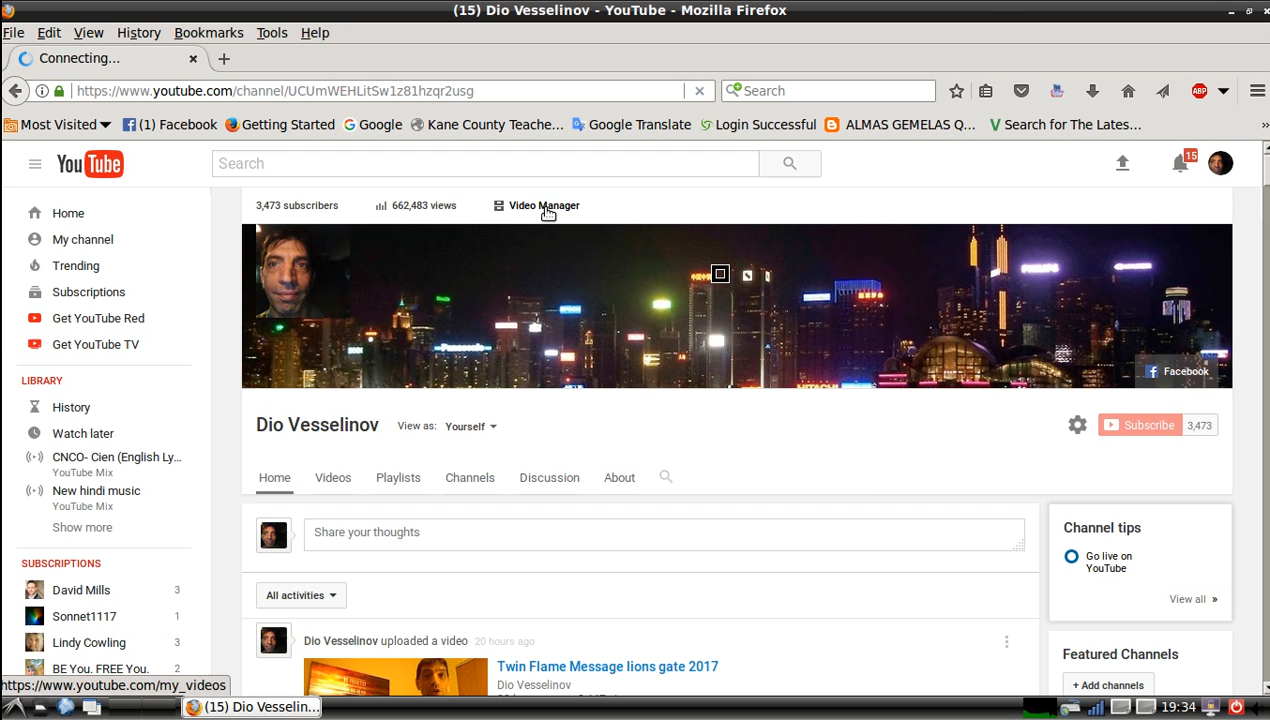 (15) Dio Vesselinov - YouTube - Mozilla Firefox
File Edit View History Bookmarks Tools Help
Connecting...
https://www.youtube.com/channel/UCUmWEHLitSw1z81hzqr2usg
Search
ABP
Most Visited
(1) Facebook
Getting Started
Google
Kane County Teache...
Google Translate
Login Successful
ALMAS GEMELAS Q...
Search for The Lates...
YouTube
Search
15
3,473 subscribers
662,483 views
Video Manager
Home
My channel
Trending
Subscriptions
Get YouTube Red
Get YouTube TV
LIBRARY
History
Watch later
CNCO- Cien (English Ly...
YouTube Mix
New hindi music
YouTube Mix
Show more
SUBSCRIPTIONS
David Mills 3
Sonnet1117 1
Lindy Cowling 3
BE You. FREE You. 2
PHILIPS
Panasonic
HITACHI
Facebook
Dio Vesselinov
View as: Yourself
Subscribe 3,473
Home Videos Playlists Channels Discussion About
Share your thoughts
All activities
Dio Vesselinov uploaded a video 20 hours ago
Twin Flame Message lions gate 2017
Dio Vesselinov
Channel tips
Go live on
YouTube
View all »
Featured Channels
+ Add channels
https://www.youtube.com/my_videos
(15) Dio Vesselin...
19:34